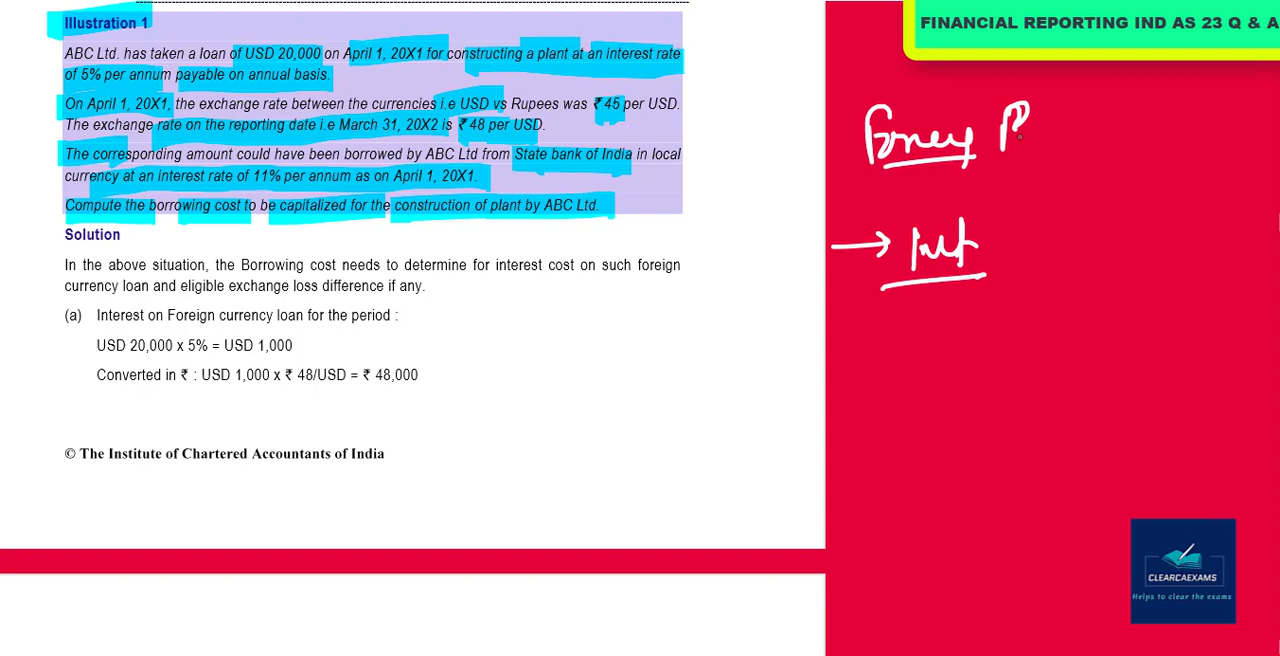 FINANCIAL REPORTING IND AS 23 Q & A
Illustration 1
ABC Ltd. has taken a loan of USD 20,000 on April 1, 20X1 for constructing a plant at an interest rate
of 5% per annum payable on annual basis.
On April 1, 20X1, the exchange rate between the currencies i.e USD vs Rupees was ₹ 45 per USD.
The exchange rate on the reporting date i.e March 31, 20X2 is ₹ 48 per USD.
The corresponding amount could have been borrowed by ABC Ltd from State bank of India in local
currency at an interest rate of 11% per annum as on April 1, 20X1.
Compute the borrowing cost to be capitalized for the construction of plant by ABC Ltd.
Solution
In the above situation, the Borrowing cost needs to determine for interest cost on such foreign
currency loan and eligible exchange loss difference if any.
(a) Interest on Foreign currency loan for the period :
USD 20,000 x 5% = USD 1,000
Converted in ₹ : USD 1,000 x ₹ 48/USD = ₹ 48,000
© The Institute of Chartered Accountants of India
CLEARCAEXAMS
Helps to clear the exams